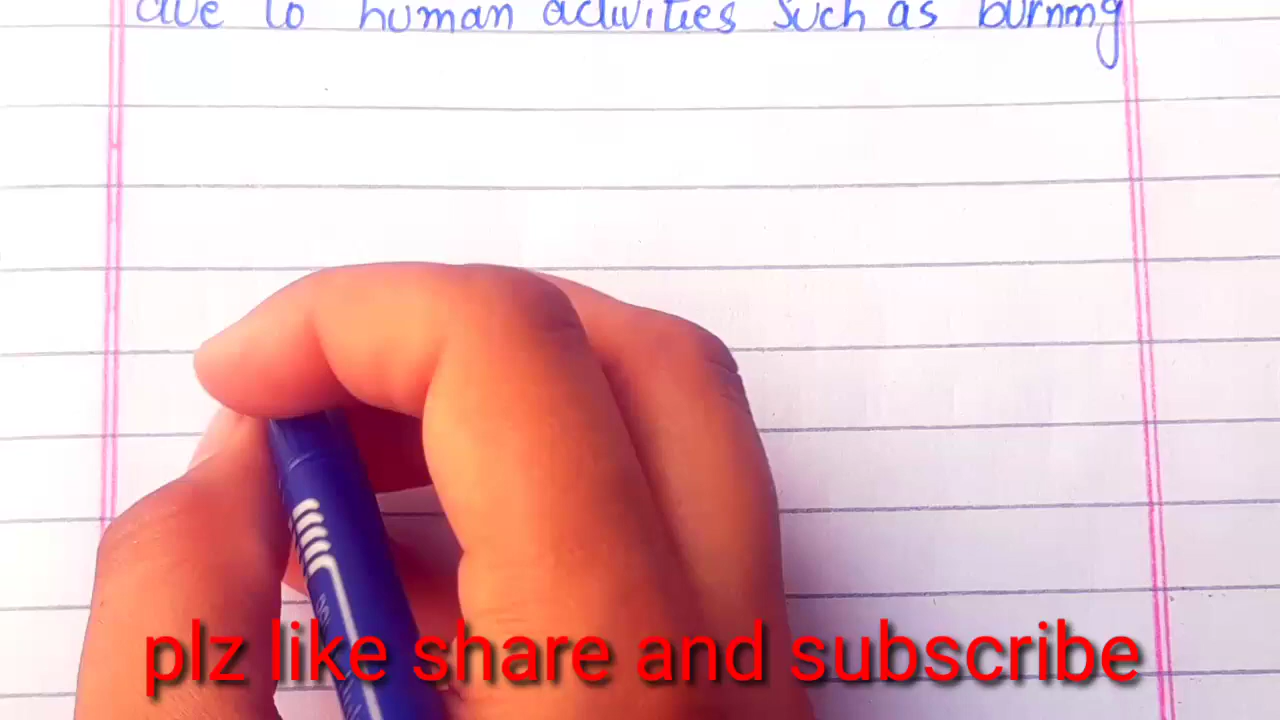 due to human activities such as burning
plz like share and subscribe